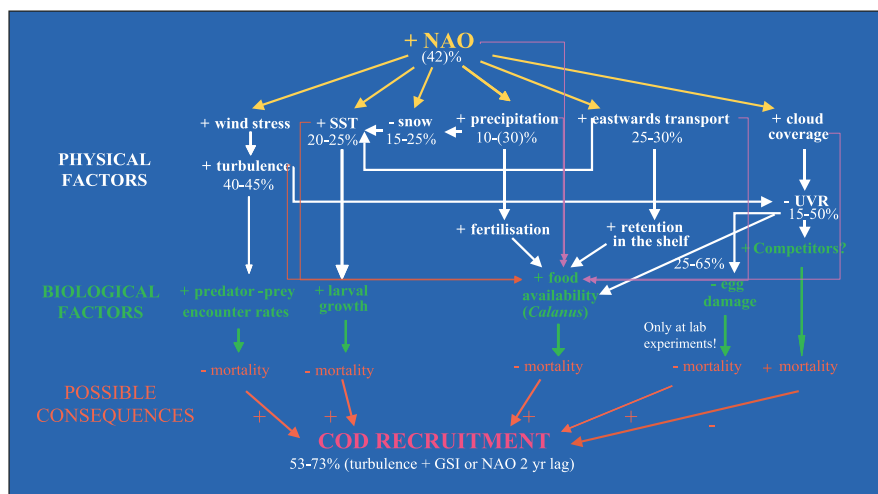 + NAO
(42)%
+ wind stress
+ SST
20-25%
- snow
15-25%
+ precipitation
10-(30)%
+ eastwards transport
25-30%
+ cloud
coverage
PHYSICAL
FACTORS
+ turbulence
40-45%
- UVR
15-50%
+ fertilisation
+ retention
in the shelf
+ Competitors?
25-65%
BIOLOGICAL
FACTORS
+ predator -prey
encounter rates
+ larval
growth
+ food
availability
(Calanus)
- egg
damage
Only at lab
experiments!
- mortality
- mortality
- mortality
- mortality
+ mortality
POSSIBLE
CONSEQUENCES
+
+
+
+
-
COD RECRUITMENT
53-73% (turbulence + GSI or NAO 2 yr lag)